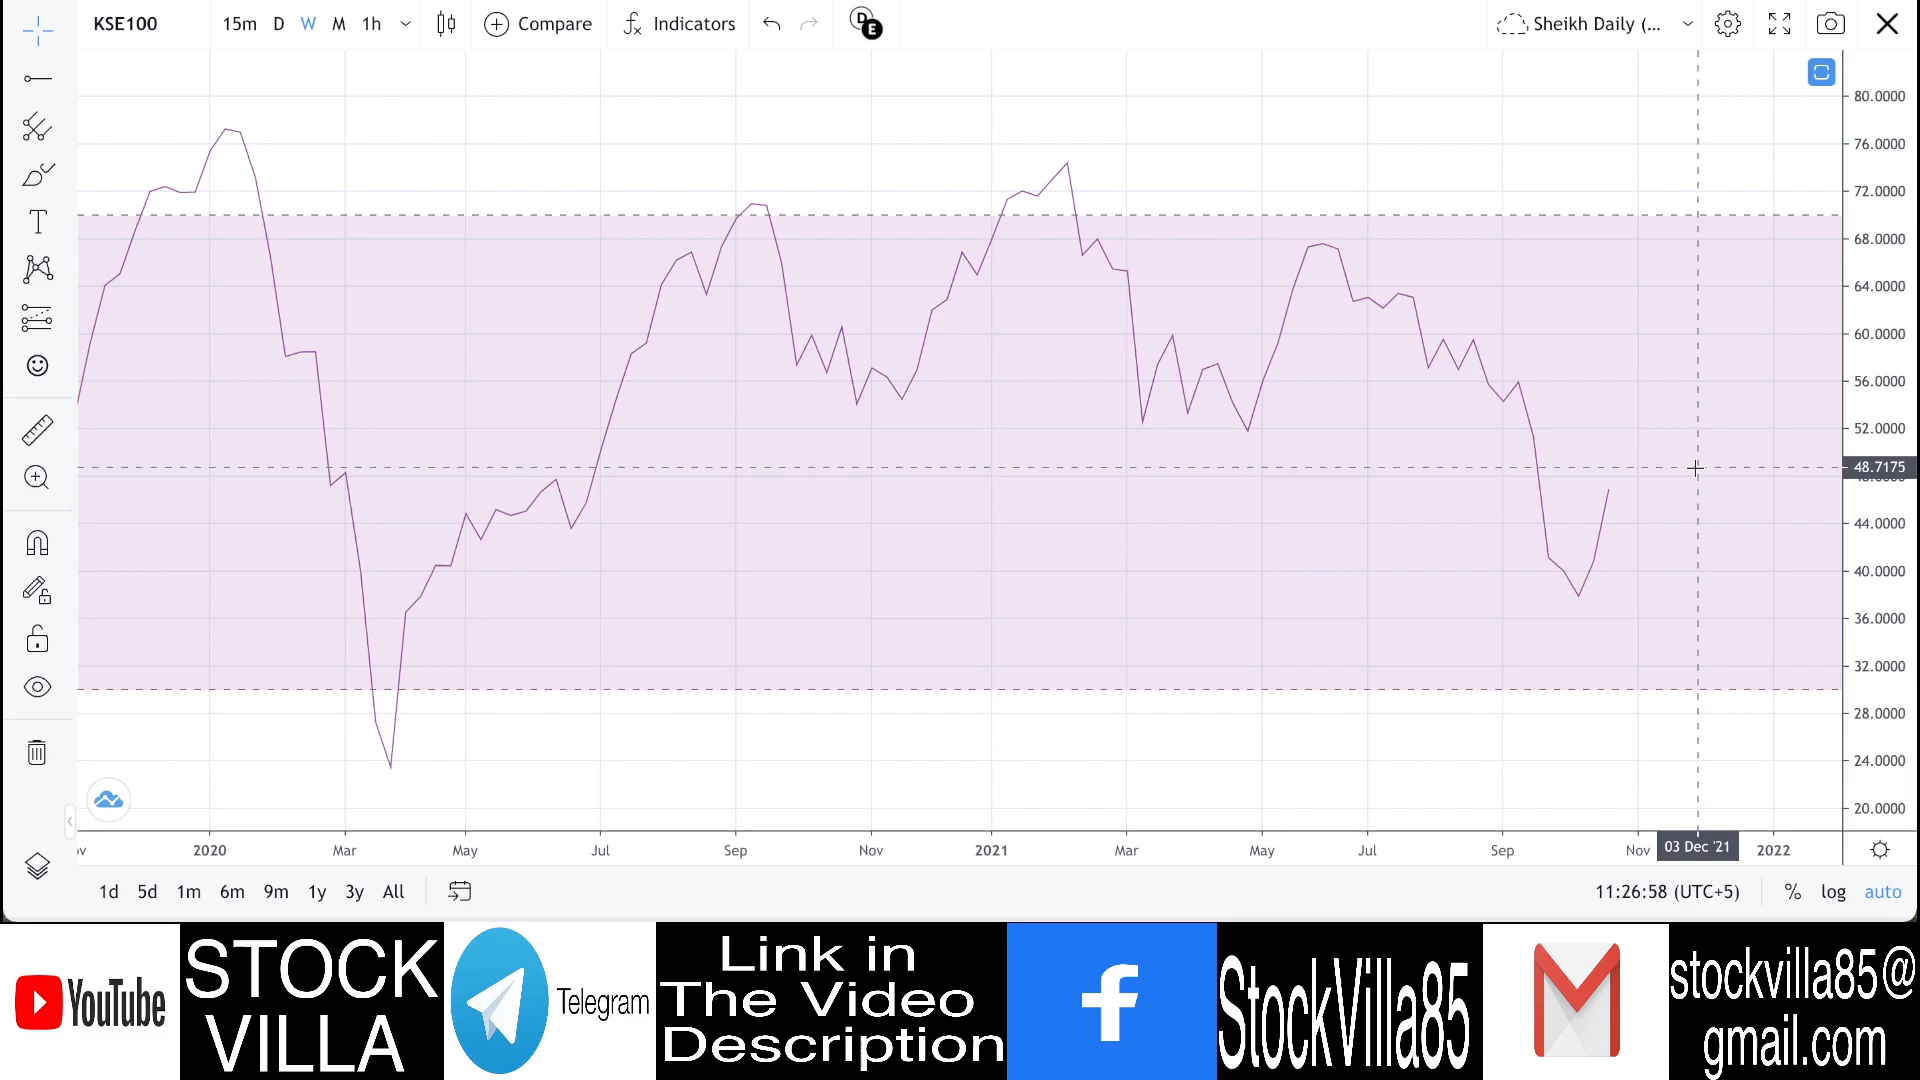 KSE100
15m D W M 1h
Compare
Indicators
D
E
Sheikh Daily (...
80.0000
76.0000
72.0000
68.0000
64.0000
60.0000
56.0000
52.0000
48.7175
44.0000
40.0000
36.0000
32.0000
28.0000
24.0000
20.0000
2020 Mar May Jul Sep Nov 2021 Mar May Jul Sep Nov 03 Dec '21 2022
1d 5d 1m 6m 9m 1y 3y All
11:26:58 (UTC+5) % log auto
YouTube
STOCK
VILLA
Telegram
Link in
The Video
Description
StockVilla85
stockvilla85@
gmail.com